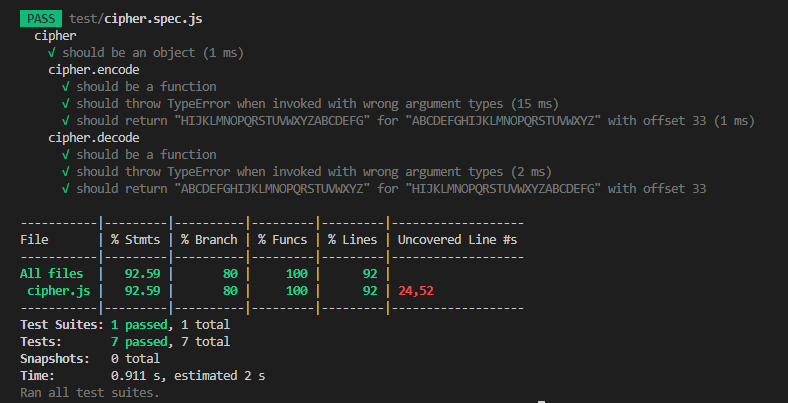 PASS test/cipher.spec.js
cipher
√ should be an object (1 ms)
cipher.encode
√ should be a function
√ should throw TypeError when invoked with wrong argument types (15 ms)
√ should return "HIJKLMNOPQRSTUVWXYZABCDEFG" for "ABCDEFGHIJKLMNOPQRSTUVWXYZ" with offset 33 (1 ms)
cipher.decode
√ should be a function
√ should throw TypeError when invoked with wrong argument types (2 ms)
√ should return "ABCDEFGHIJKLMNOPQRSTUVWXYZ" for "HIJKLMNOPQRSTUVWXYZABCDEFG" with offset 33
-----------|---------|----------|---------|---------|-------------------
File | % Stmts | % Branch | % Funcs | % Lines | Uncovered Line #s
-----------|---------|----------|---------|---------|-------------------
All files | 92.59 | 80 | 100 | 92 |
cipher.js | 92.59 | 80 | 100 | 92 | 24,52
-----------|---------|----------|---------|---------|-------------------
Test Suites: 1 passed, 1 total
Tests: 7 passed, 7 total
Snapshots: 0 total
Time: 0.911 s, estimated 2 s
Ran all test suites.